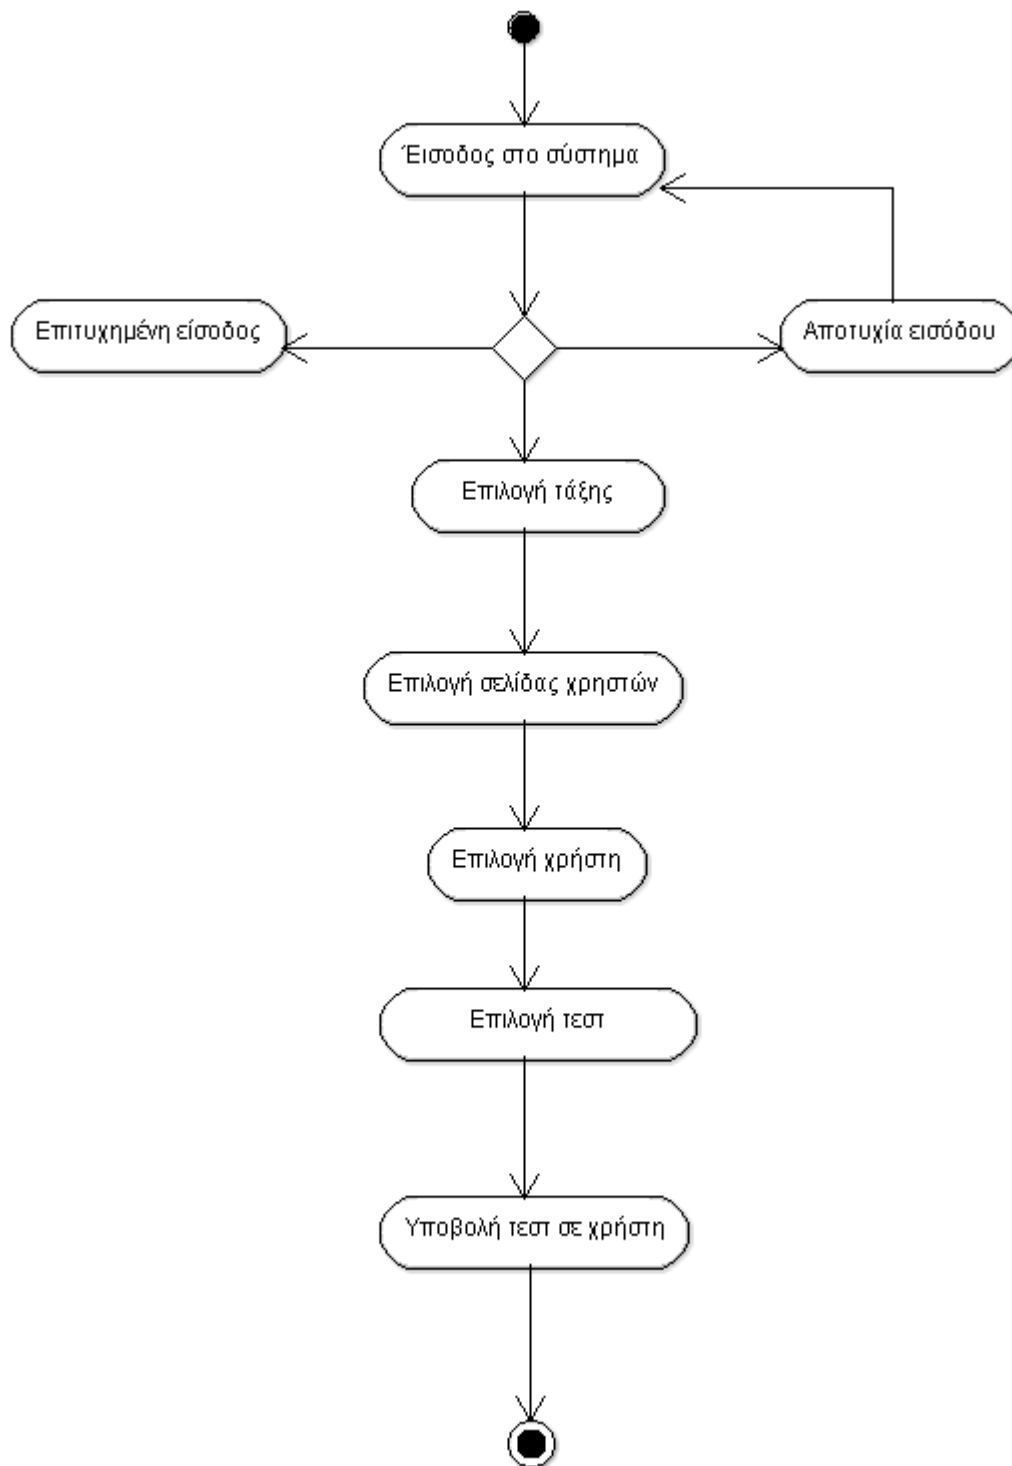 Έισοδος στο σύστημα
Επιτυχημένη είσοδος
Αποτυχία εισόδου
Επιλογή τάξης
Επιλογή σελίδας χρηστών
Επιλογή χρήστη
Επιλογή τεστ
Υποβολή τεστ σε χρήστη